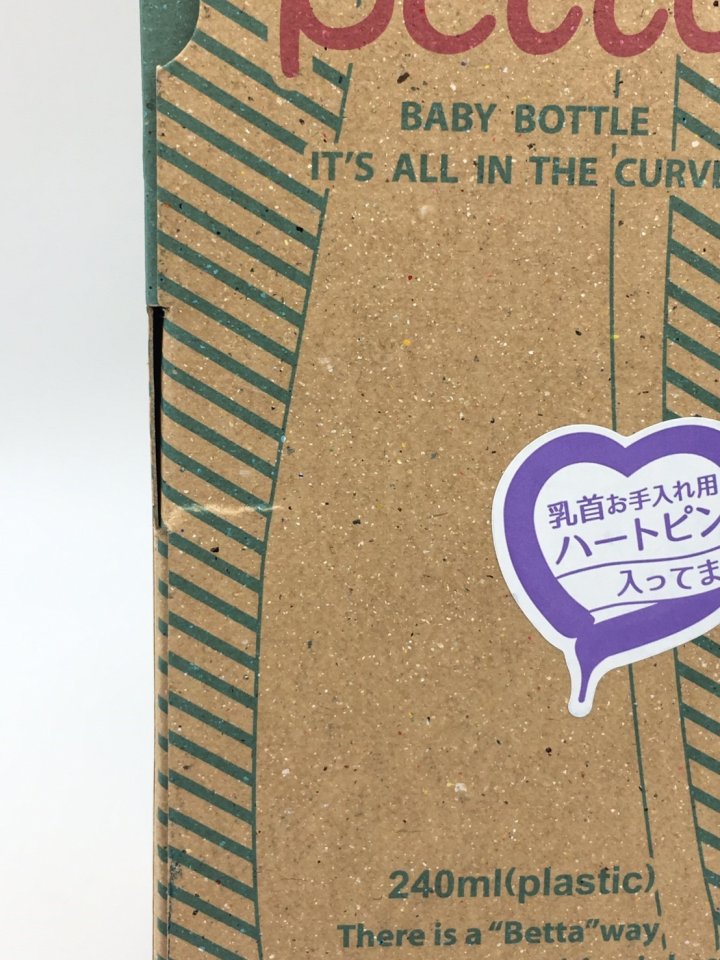 BABY BOTTLE
IT'S ALL IN THE
乳首お手入れ用
ハートピン
入ってま
240ml(plastic)
There is a “Betta”way